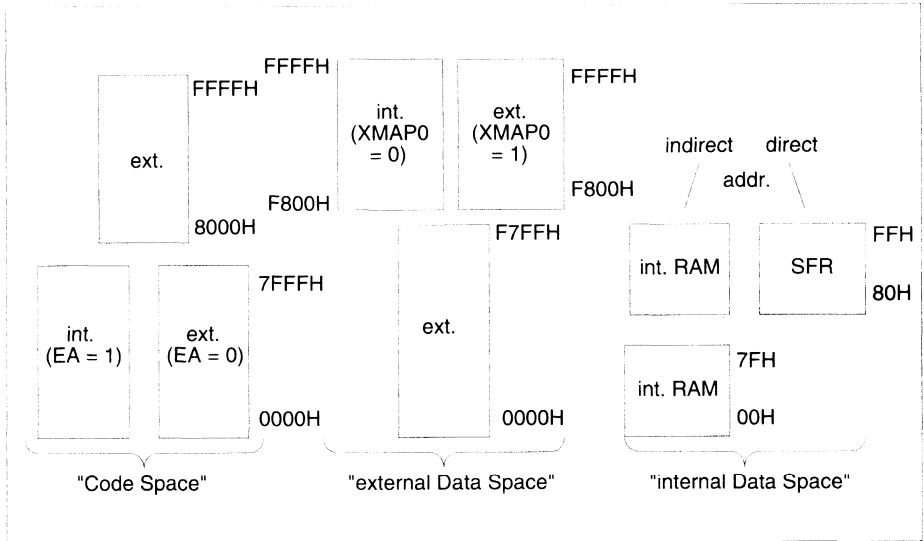 FFFFH
ext.
8000H
int.
(EA = 1)
ext.
(EA = 0)
7FFFH
0000H
"Code Space"
FFFFH
int.
(XMAP0
= 0)
ext.
(XMAP0
= 1)
FFFFH
F800H
F800H
F7FFH
ext.
0000H
"external Data Space"
indirect direct
addr.
int. RAM
SFR
FFH
80H
int. RAM
7FH
00H
"internal Data Space"